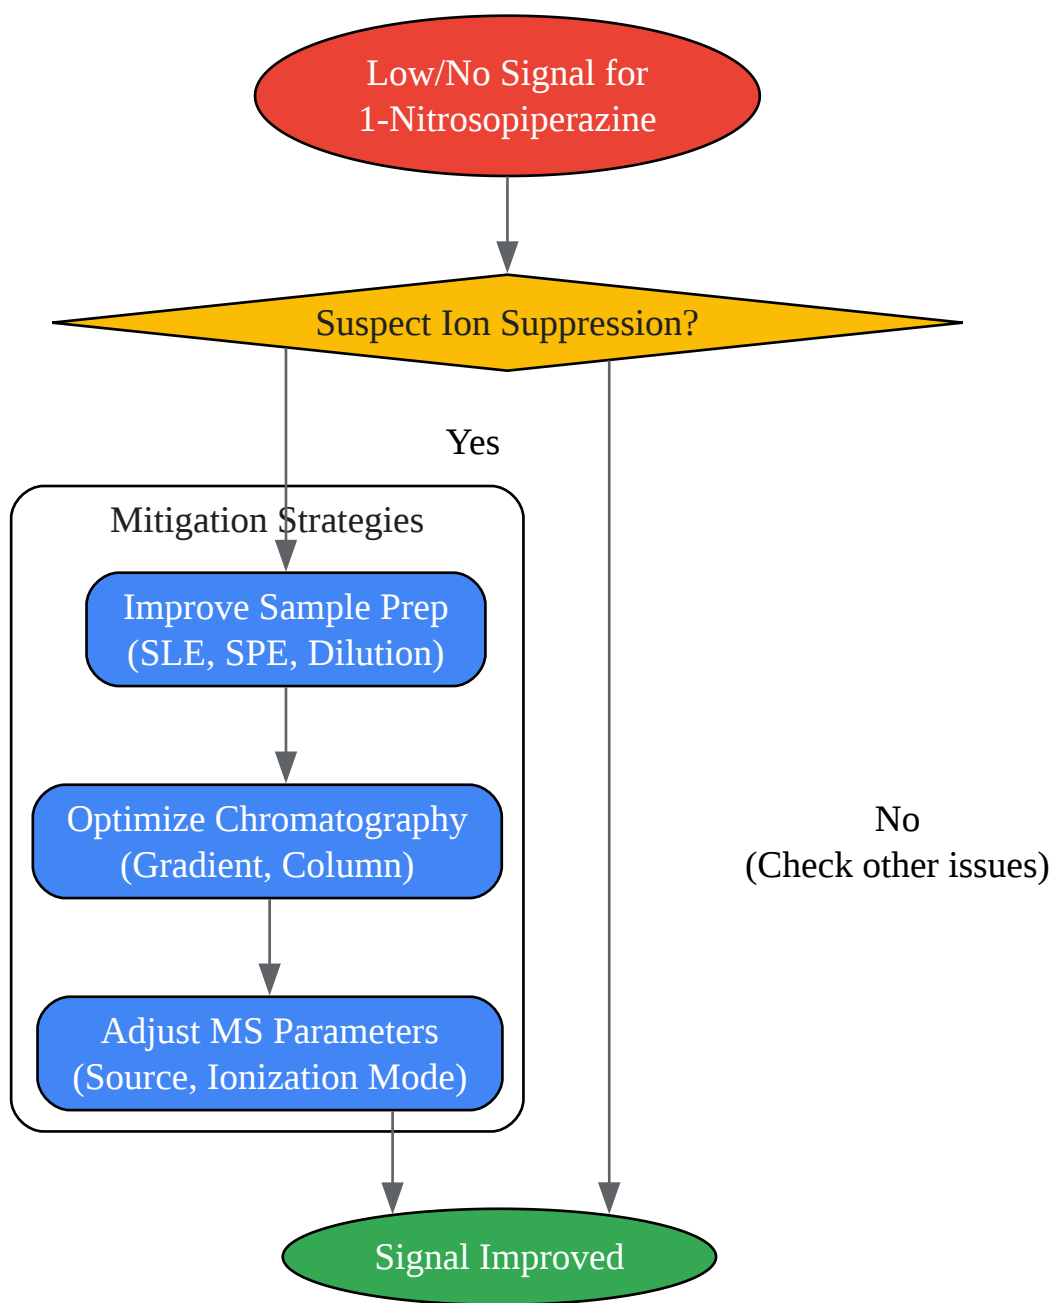 Low/No Signal for
1-Nitrosopiperazine
Suspect Ion Suppression?
Yes
Mitigation Strategies
Improve Sample Prep
(SLE, SPE, Dilution)
Optimize Chromatography
(Gradient, Column)
No
(Check other issues)
Adjust MS Parameters
(Source, Ionization Mode)
Signal Improved